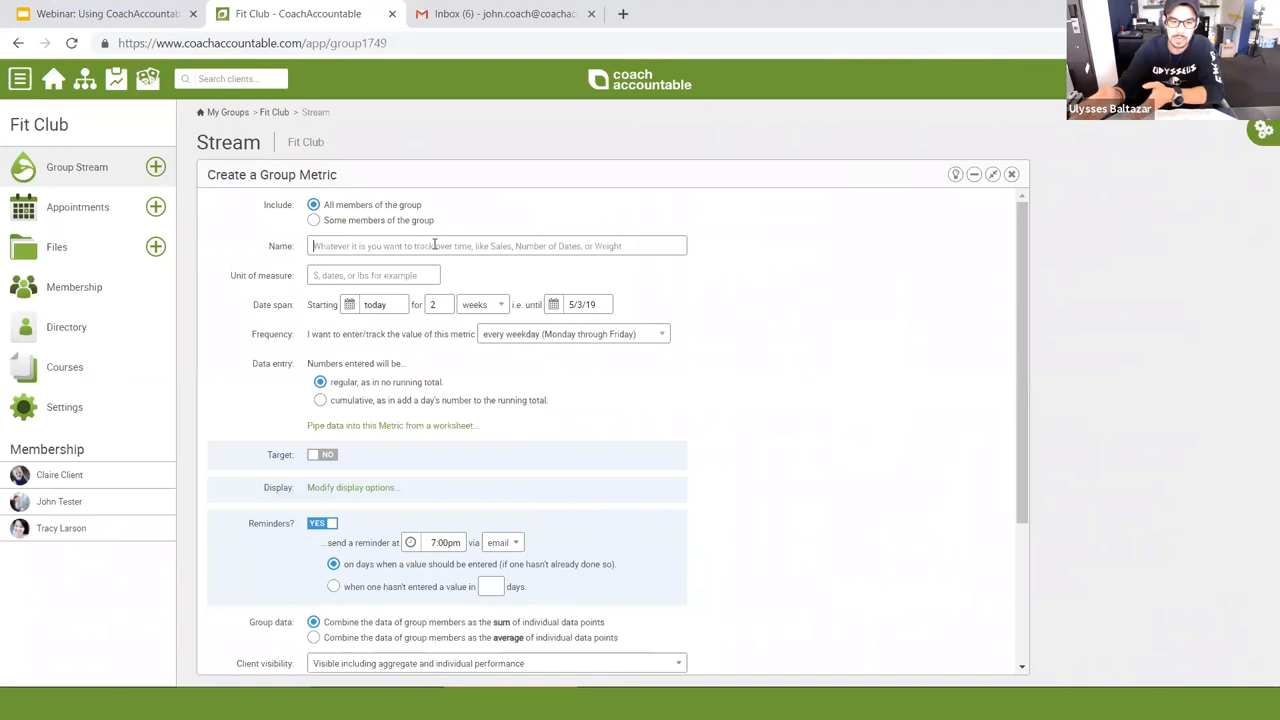 Webinar: Using CoachAccountable
Fit Club - CoachAccountable
Inbox (6) - john.coach@coachac
https://www.coachaccountable.com/app/group1749
Search clients...
coach
accountable
ODYSSEUS
Ulysses Baltazar
Fit Club
Group Stream
Appointments
Files
Membership
Directory
Courses
Settings
Membership
Claire Client
John Tester
Tracy Larson
My Groups > Fit Club > Stream
Stream | Fit Club
Create a Group Metric
Include: All members of the group
Some members of the group
Name: Whatever it is you want to track over time, like Sales, Number of Dates, or Weight
Unit of measure: $, dates, or lbs for example
Date span: Starting today for 2 weeks i.e. until 5/3/19
Frequency: I want to enter/track the value of this metric every weekday (Monday through Friday)
Data entry: Numbers entered will be...
regular, as in no running total.
cumulative, as in add a day's number to the running total.
Pipe data into this Metric from a worksheet...
Target: NO
Display: Modify display options...
Reminders? YES
...send a reminder at 7:00pm via email
on days when a value should be entered (if one hasn't already done so).
when one hasn't entered a value in days.
Group data: Combine the data of group members as the sum of individual data points
Combine the data of group members as the average of individual data points
Client visibility: Visible including aggregate and individual performance